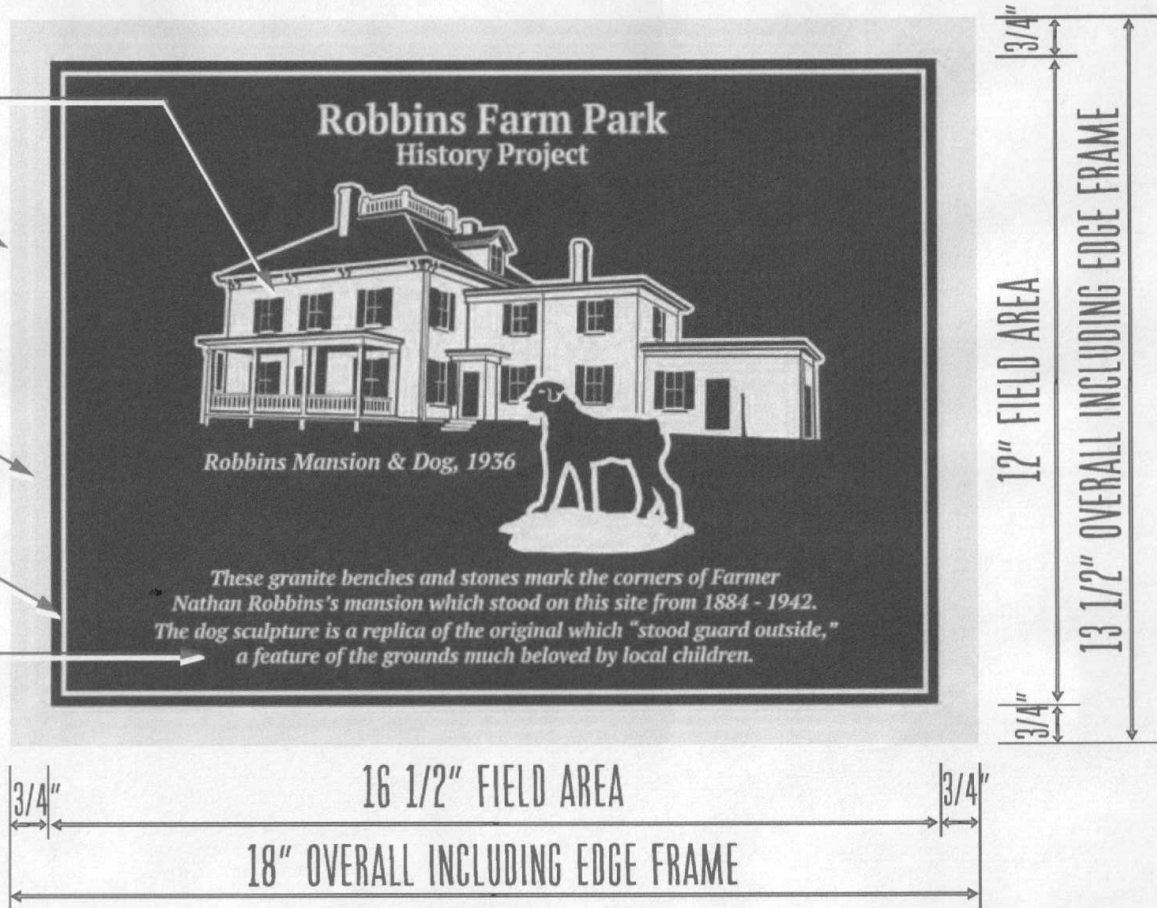 Robbins Farm Park
History Project
Robbins Mansion & Dog, 1936
These granite benches and stones mark the corners of Farmer
Nathan Robbins's mansion which stood on this site from 1884 - 1942.
The dog sculpture is a replica of the original which “stood guard outside,”
a feature of the grounds much beloved by local children.
3/4"
12" FIELD AREA
13 1/2" OVERALL INCLUDING EDGE FRAME
3/4"
3/4"
16 1/2" FIELD AREA
3/4"
18" OVERALL INCLUDING EDGE FRAME